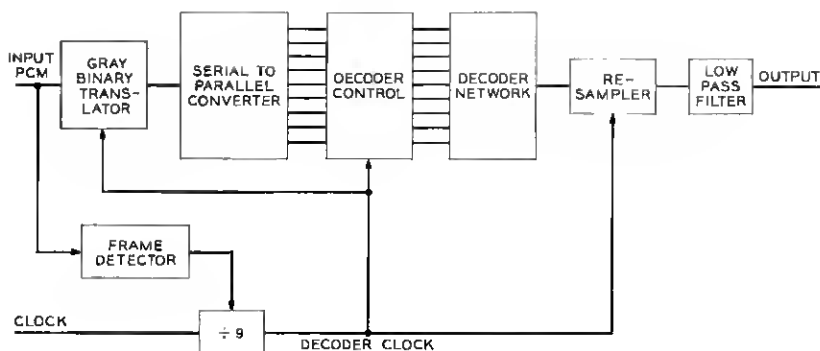 INPUT
PCM
GRAY
BINARY
TRANS-
LATOR
SERIAL TO
PARALLEL
CONVERTER
DECODER
CONTROL
DECODER
NETWORK
RE-
SAMPLER
LOW
PASS
FILTER
OUTPUT
FRAME
DETECTOR
CLOCK
÷ 9
DECODER CLOCK